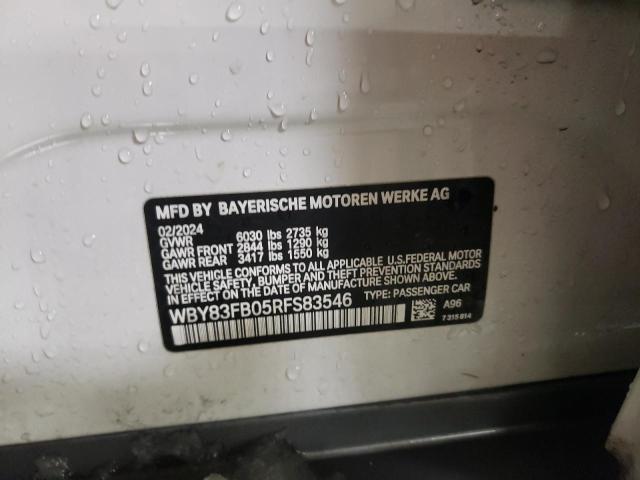 MFD BY BAYERISCHE MOTOREN WERKE AG
02/2024
GVWR 6030 lbs 2735 kg
GAWR FRONT 2844 lbs 1290 kg
GAWR REAR 3417 lbs 1550 kg
THIS VEHICLE CONFORMS TO ALL APPLICABLE U.S.FEDERAL MOTOR
VEHICLE SAFETY, BUMPER, AND THEFT PREVENTION STANDARDS
IN EFFECT ON THE DATE OF MANUFACTURE SHOWN ABOVE.
WBY83FB05RFS83546 TYPE: PASSENGER CAR
A96
7 315 814